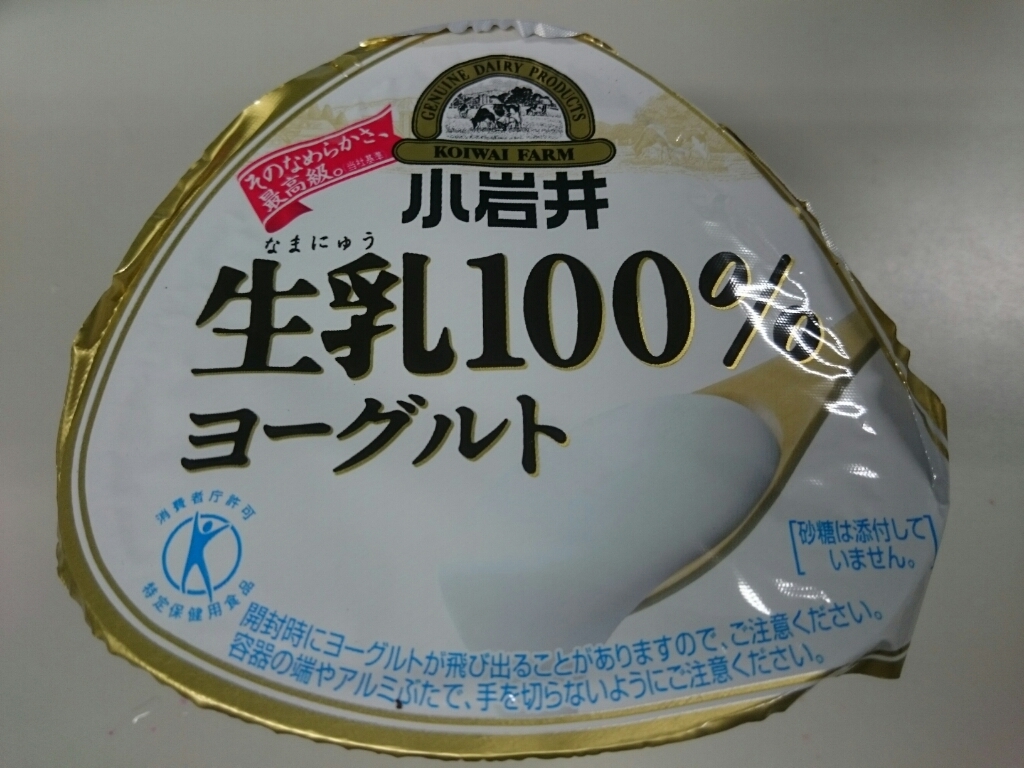 GENUINE DAIRY PRODUCTS
KOIWAI FARM
そのなめらかさ、
最高級。当社基準
小岩井
なまにゅう
生乳100%
ヨーグルト
消費者庁許可
特定保健用食品
[砂糖は添付して
いません。]
開封時にヨーグルトが飛び出ることがありますので、ご注意ください。
容器の端やアルミぶたで、手を切らないようにご注意ください。